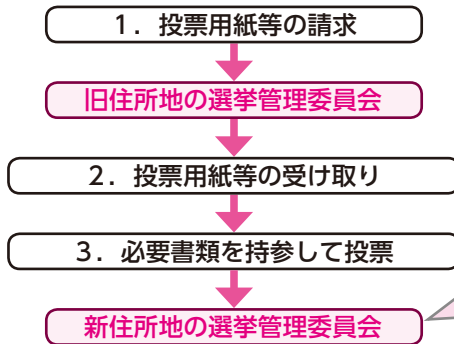 1．投票用紙等の請求
旧住所地の選挙管理委員会
2．投票用紙等の受け取り
3．必要書類を持参して投票
新住所地の選挙管理委員会